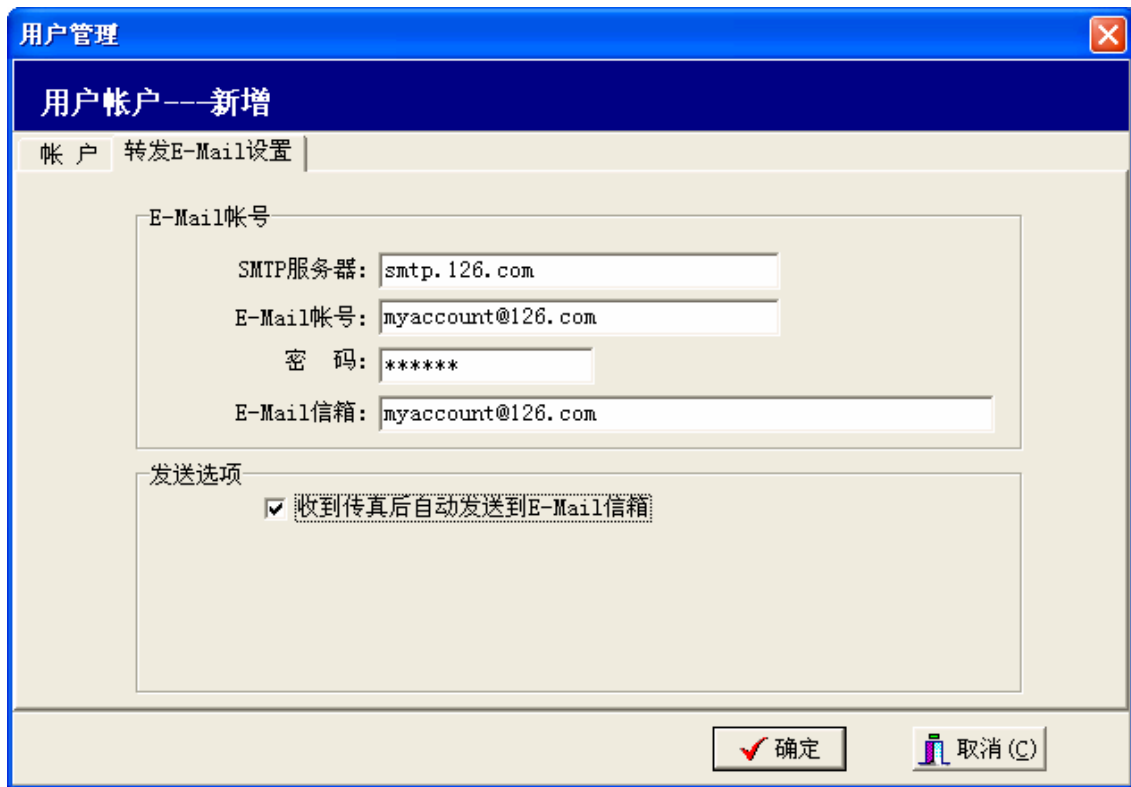 用户管理
用户帐户---新增
帐 户 转发E-Mail设置
E-Mail帐号
SMTP服务器: smtp.126.com
E-Mail帐号: myaccount@126.com
密 码: ******
E-Mail信箱: myaccount@126.com
发送选项
收到传真后自动发送到E-Mail信箱
确定 取消(C)